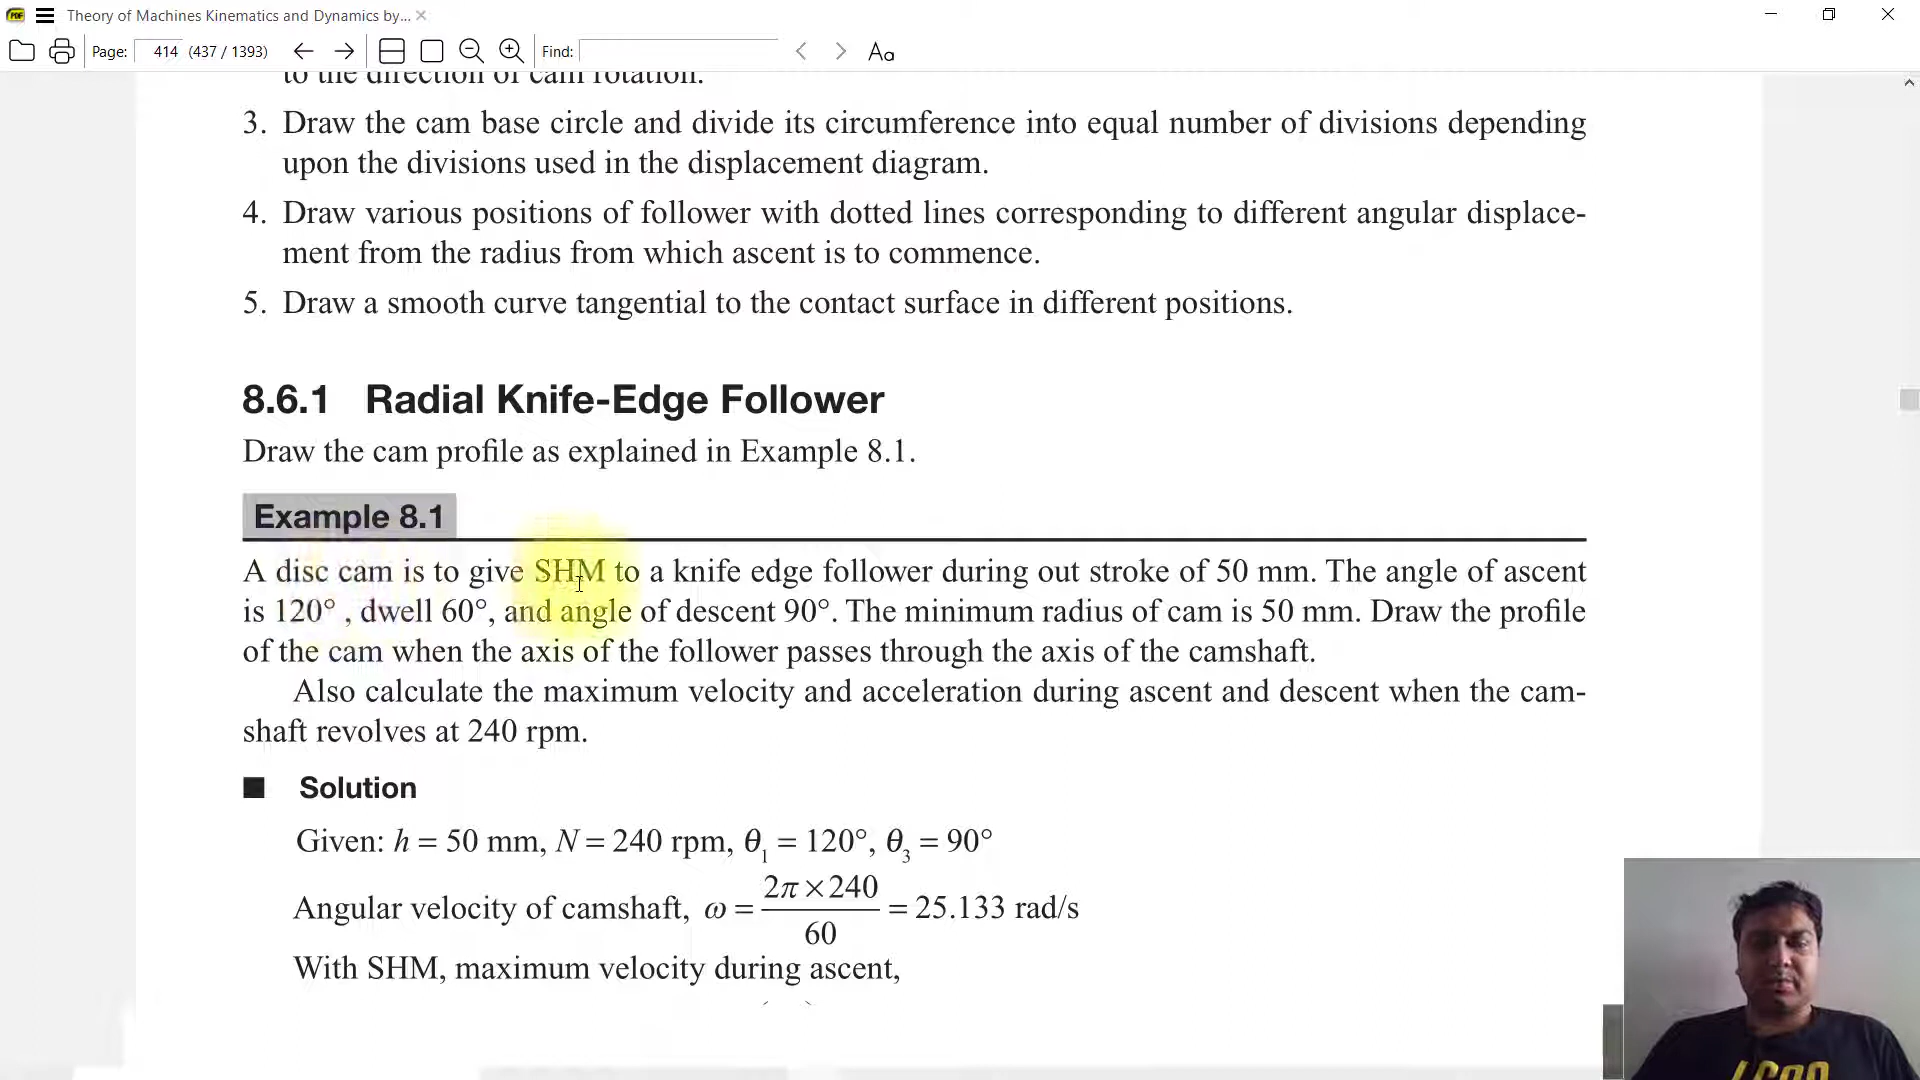 Theory of Machines Kinematics and Dynamics by...
Page: 414 (437 / 1393) Find: Aa
to the direction of cam rotation.
3. Draw the cam base circle and divide its circumference into equal number of divisions depending
upon the divisions used in the displacement diagram.
4. Draw various positions of follower with dotted lines corresponding to different angular displace-
ment from the radius from which ascent is to commence.
5. Draw a smooth curve tangential to the contact surface in different positions.
8.6.1 Radial Knife-Edge Follower
Draw the cam profile as explained in Example 8.1.
Example 8.1
A disc cam is to give SHM to a knife edge follower during out stroke of 50 mm. The angle of ascent
is 120° , dwell 60°, and angle of descent 90°. The minimum radius of cam is 50 mm. Draw the profile
of the cam when the axis of the follower passes through the axis of the camshaft.
Also calculate the maximum velocity and acceleration during ascent and descent when the cam-
shaft revolves at 240 rpm.
■ Solution
Given: h = 50 mm, N = 240 rpm, θ₁ = 120°, θ₃ = 90°
Angular velocity of camshaft, ω = 2π × 240 / 60 = 25.133 rad/s
With SHM, maximum velocity during ascent,